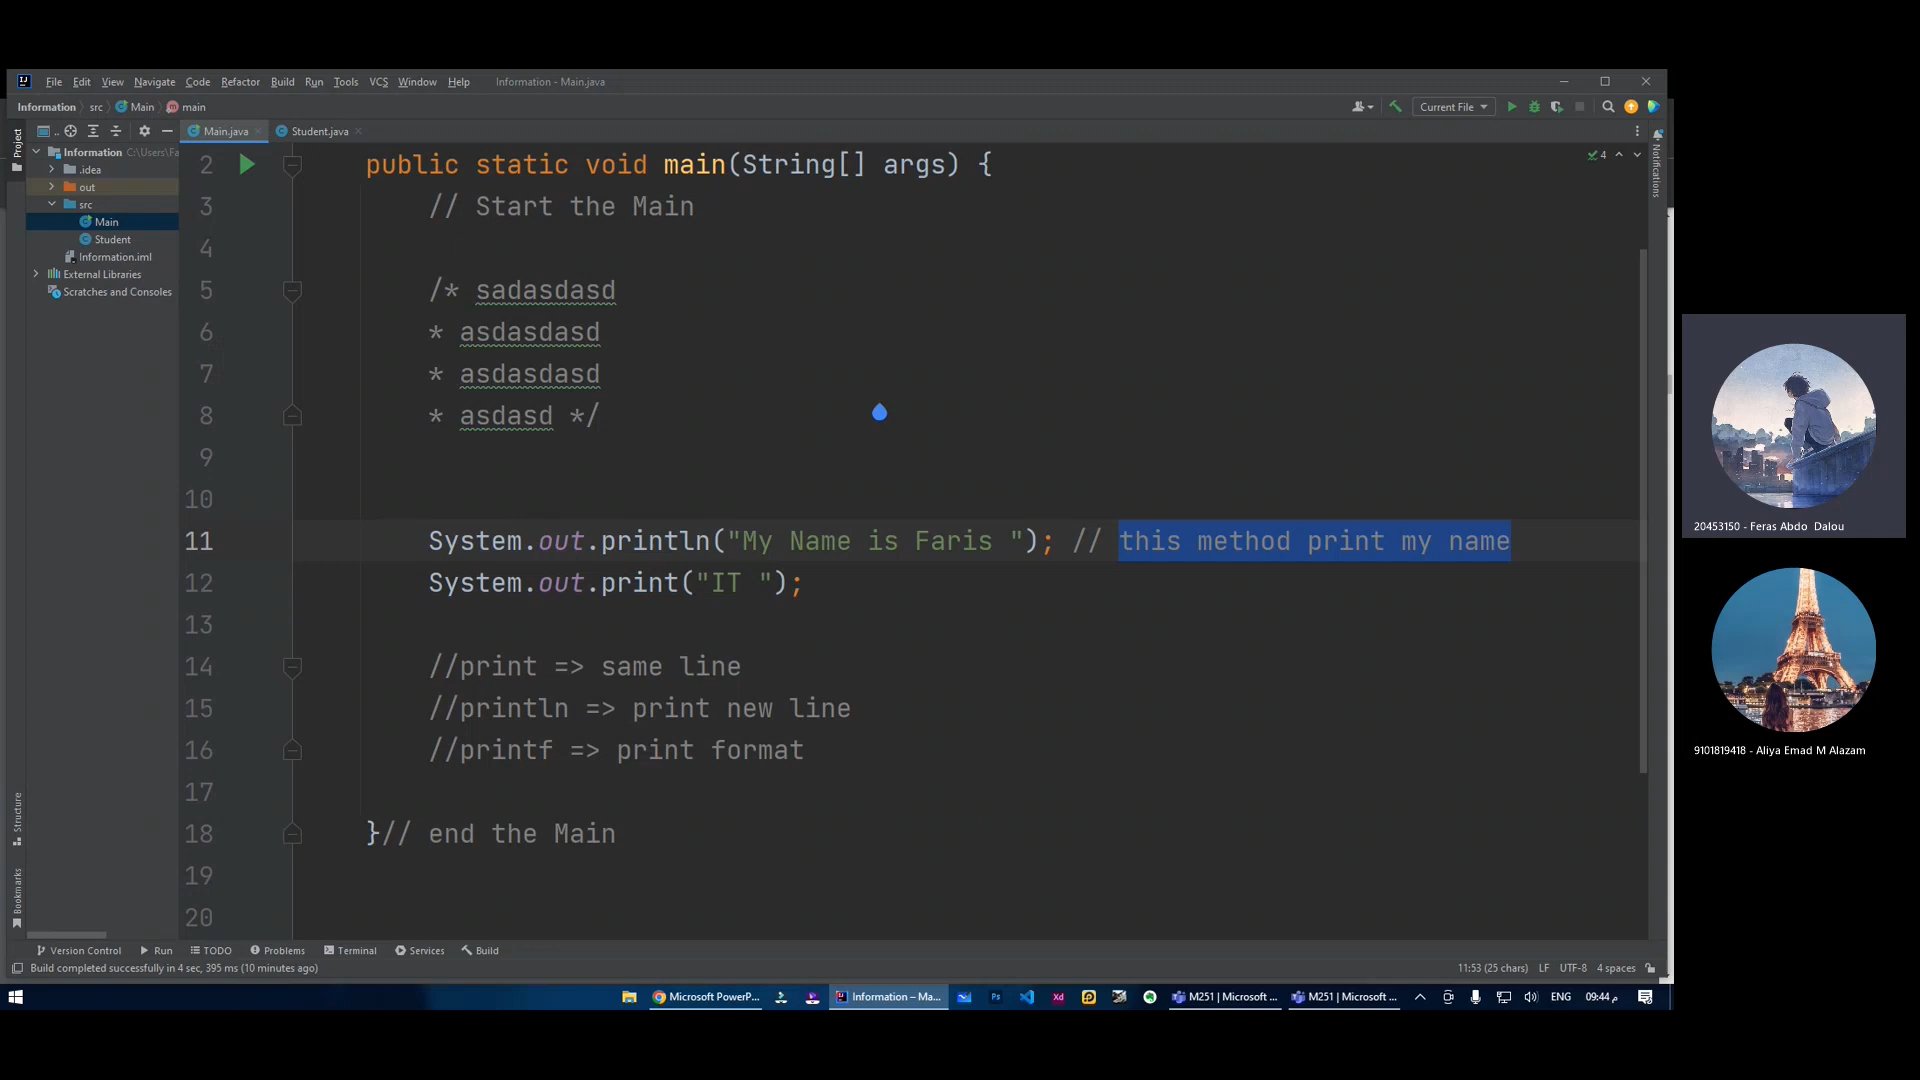 File Edit View Navigate Code Refactor Build Run Tools VCS Window Help Information - Main.java
Information src Main main
Current File
Project
Main.java Student.java
Information C:\Users\Fa
.idea
out
src
Main
Student
Information.iml
External Libraries
Scratches and Consoles
4
Notifications
2 public static void main(String[] args) {
3 // Start the Main
4
5 /* sadasdasd
6 * asdasdasd
7 * asdasdasd
8 * asdasd */
9
10
11 System.out.println("My Name is Faris "); // this method print my name
12 System.out.print("IT ");
13
14 //print => same line
15 //println => print new line
16 //printf => print format
17
18 }// end the Main
19
20
Structure
Bookmarks
Version Control Run TODO Problems Terminal Services Build
Build completed successfully in 4 sec, 395 ms (10 minutes ago) 11:53 (25 chars) LF UTF-8 4 spaces
Microsoft PowerP... Information – Ma... M251 | Microsoft ... M251 | Microsoft ... ENG 09:44 م
20453150 - Feras Abdo Dalou
9101819418 - Aliya Emad M Alazam